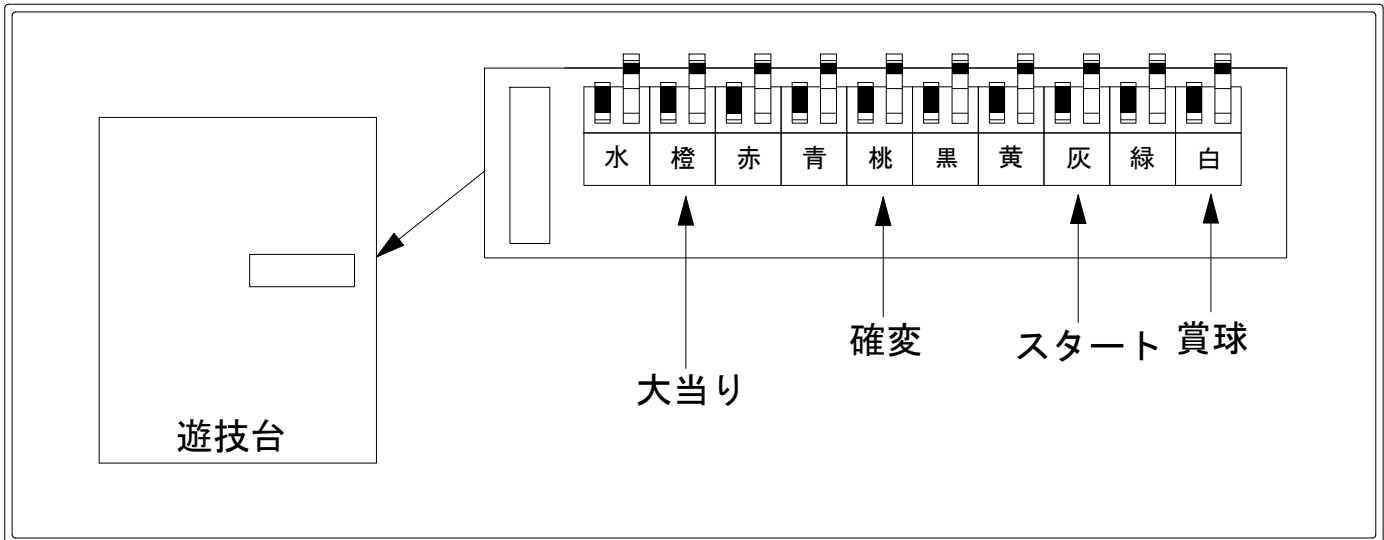 水 橙 赤 青 桃 黒 黄 灰 緑 白
確変 スタート 賞球
大当り
遊技台